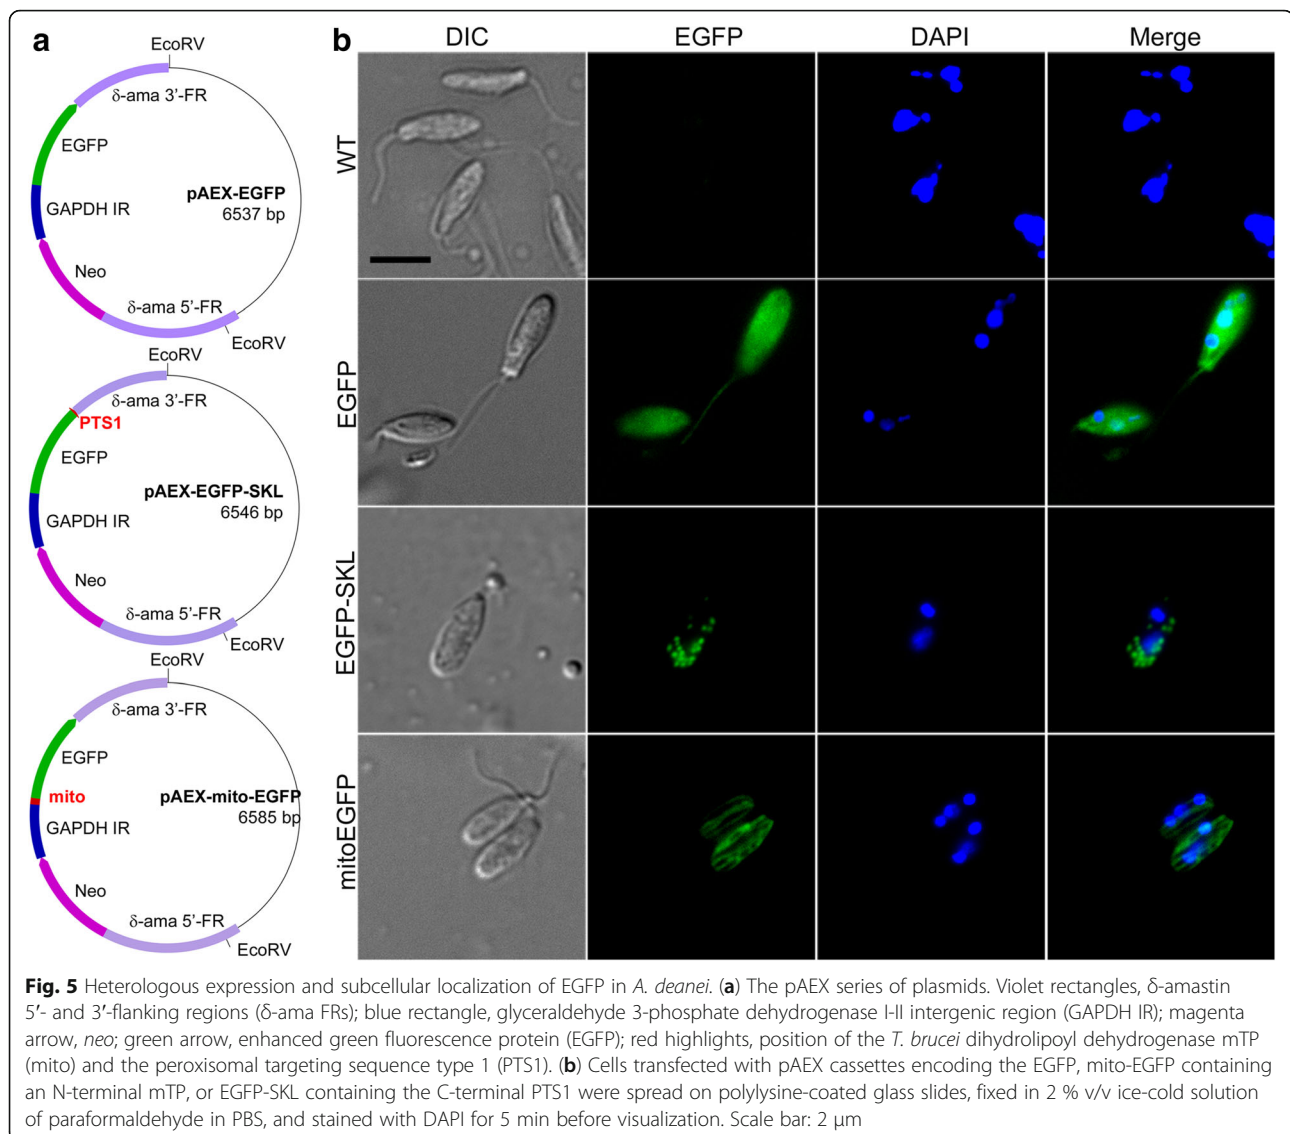 a
EcoRV
δ-ama 3'-FR
EGFP
pAEX-EGFP
6537 bp
GAPDH IR
Neo
δ-ama 5'-FR
EcoRV
EcoRV
δ-ama 3'-FR
PTS1
EGFP
pAEX-EGFP-SKL
6546 bp
GAPDH IR
Neo
δ-ama 5'-FR
EcoRV
EcoRV
δ-ama 3'-FR
EGFP
mito
pAEX-mito-EGFP
6585 bp
GAPDH IR
Neo
δ-ama 5'-FR
EcoRV
b
DIC EGFP DAPI Merge
WT
EGFP
EGFP-SKL
mitoEGFP
Fig. 5 Heterologous expression and subcellular localization of EGFP in A. deanei. (a) The pAEX series of plasmids. Violet rectangles, δ-amastin
5′- and 3′-flanking regions (δ-ama FRs); blue rectangle, glyceraldehyde 3-phosphate dehydrogenase I-II intergenic region (GAPDH IR); magenta
arrow, neo; green arrow, enhanced green fluorescence protein (EGFP); red highlights, position of the T. brucei dihydrolipoyl dehydrogenase mTP
(mito) and the peroxisomal targeting sequence type 1 (PTS1). (b) Cells transfected with pAEX cassettes encoding the EGFP, mito-EGFP containing
an N-terminal mTP, or EGFP-SKL containing the C-terminal PTS1 were spread on polylysine-coated glass slides, fixed in 2 % v/v ice-cold solution
of paraformaldehyde in PBS, and stained with DAPI for 5 min before visualization. Scale bar: 2 μm